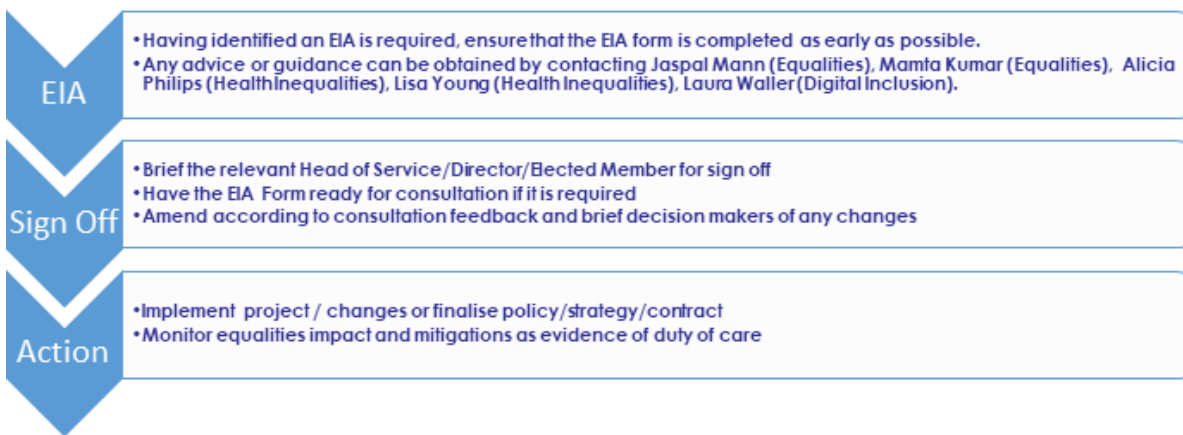 EIA
•Having identified an EIA is required, ensure that the EIA form is completed as early as possible.
•Any advice or guidance can be obtained by contacting Jaspal Mann (Equalities), Mamta Kumar (Equalities), Alicia
Philips (Health Inequalities), Lisa Young (Health Inequalities), Laura Waller (Digital Inclusion).
Sign Off
•Brief the relevant Head of Service/Director/Elected Member for sign off
•Have the EIA Form ready for consultation if it is required
•Amend according to consultation feedback and brief decision makers of any changes
Action
•Implement project / changes or finalise policy/strategy/contract
•Monitor equalities impact and mitigations as evidence of duty of care